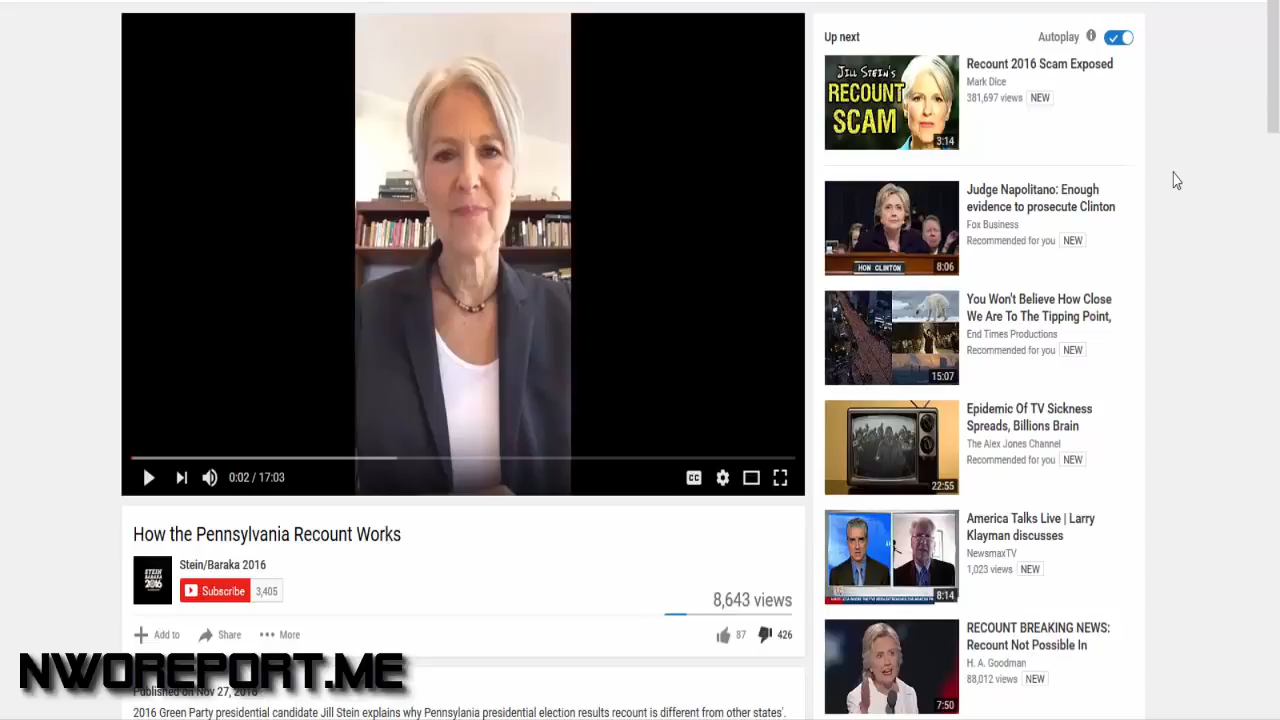 0:02 / 17:03
CC
How the Pennsylvania Recount Works
STEIN
BARAKA
2016
Stein/Baraka 2016
Subscribe 3,405
8,643 views
Add to Share More
87 426
Published on Nov 27, 2016
2016 Green Party presidential candidate Jill Stein explains why Pennsylania presidential election results recount is different from other states'.
NWOREPORT.ME
Up next
Autoplay
JILL STEIN'S
RECOUNT
SCAM
3:14
Recount 2016 Scam Exposed
Mark Dice
381,697 views NEW
HON CLINTON
8:06
Judge Napolitano: Enough
evidence to prosecute Clinton
Fox Business
Recommended for you NEW
15:07
You Won't Believe How Close
We Are To The Tipping Point,
End Times Productions
Recommended for you NEW
22:55
Epidemic Of TV Sickness
Spreads, Billions Brain
The Alex Jones Channel
Recommended for you NEW
8:14
America Talks Live | Larry
Klayman discusses
NewsmaxTV
1,023 views NEW
7:50
RECOUNT BREAKING NEWS:
Recount Not Possible In
H. A. Goodman
88,012 views NEW